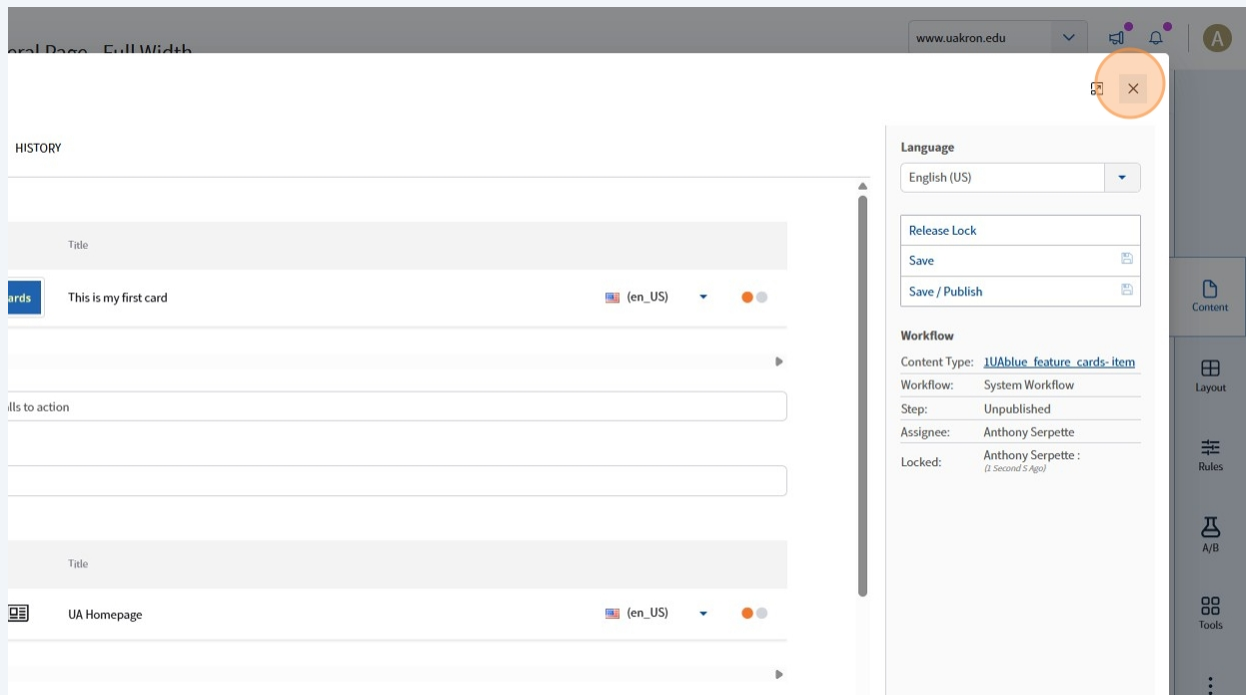 eral Page - Full Width
www.uakron.edu
A
HISTORY
Language
English (US)
Title
Release Lock
Save
ards
This is my first card
(en_US)
Save / Publish
Content
Workflow
Content Type: 1UAblue_feature_cards- item
Workflow: System Workflow
Layout
lls to action
Step: Unpublished
Assignee: Anthony Serpette
Locked: Anthony Serpette :
(1 Second S Ago)
Rules
A/B
Title
UA Homepage
(en_US)
Tools